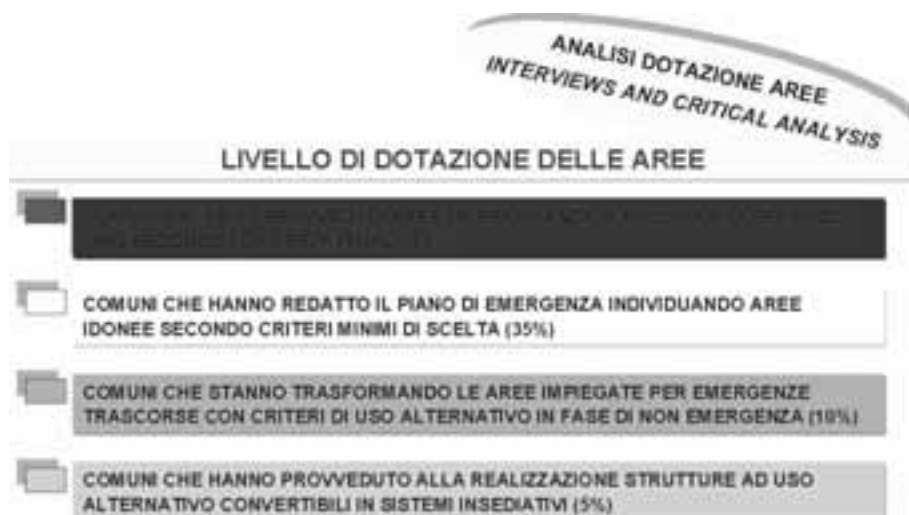 ANALISI DOTAZIONE AREE
INTERVIEWS AND CRITICAL ANALYSIS
LIVELLO DI DOTAZIONE DELLE AREE
COMUNI CHE HANNO REDATTO IL PIANO DI EMERGENZA INDIVIDUANDO AREE
IDONEE SECONDO CRITERI MINIMI DI SCELTA (35%)
COMUNI CHE STANNO TRASFORMANDO LE AREE IMPIEGATE PER EMERGENZE
TRASCORSE CON CRITERI DI USO ALTERNATIVO IN FASE DI NON EMERGENZA (10%)
COMUNI CHE HANNO PROVVEDUTO ALLA REALIZZAZIONE STRUTTURE AD USO
ALTERNATIVO CONVERTIBILI IN SISTEMI INSEDIATIVI (5%)